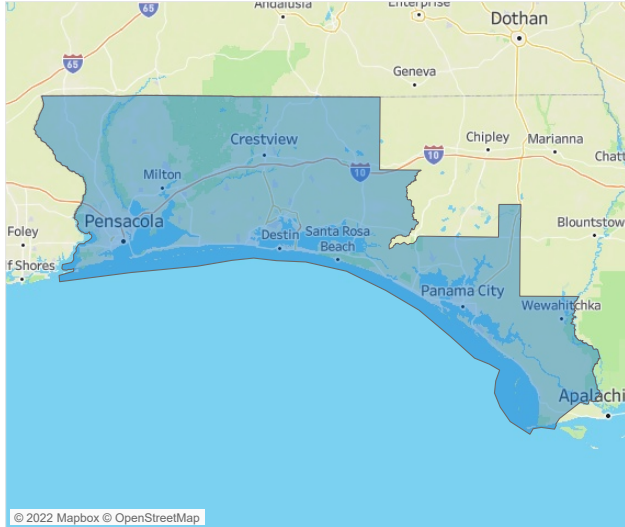 Andalusia
Enterprise
65
Dothan
65
Geneva
Crestview
Chipley
Marianna
10
Chatt
10
Milton
Pensacola
Blountstow
Foley
Destin
Santa Rosa
Beach
f Shores
Panama City
Wewahitchka
Apalachi
© 2022 Mapbox © OpenStreetMap